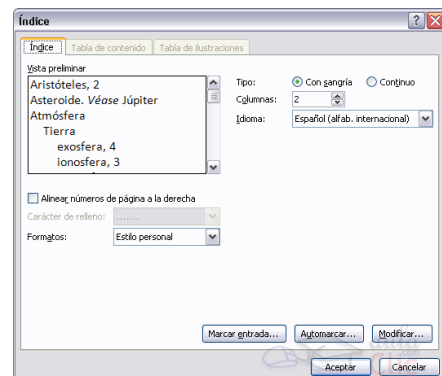 Índice
Índice Tabla de contenido Tabla de ilustraciones
Vista preliminar
Aristóteles, 2
Asteroide. Véase Júpiter
Atmósfera
Tierra
exosfera, 4
ionosfera, 3
Tipo: Con sangría Continuo
Columnas: 2
Idioma: Español (alfab. internacional)
Alinear números de página a la derecha
Carácter de relleno: .......
Formatos: Estilo personal
Marcar entrada... Automarcar... Modificar...
Aceptar Cancelar